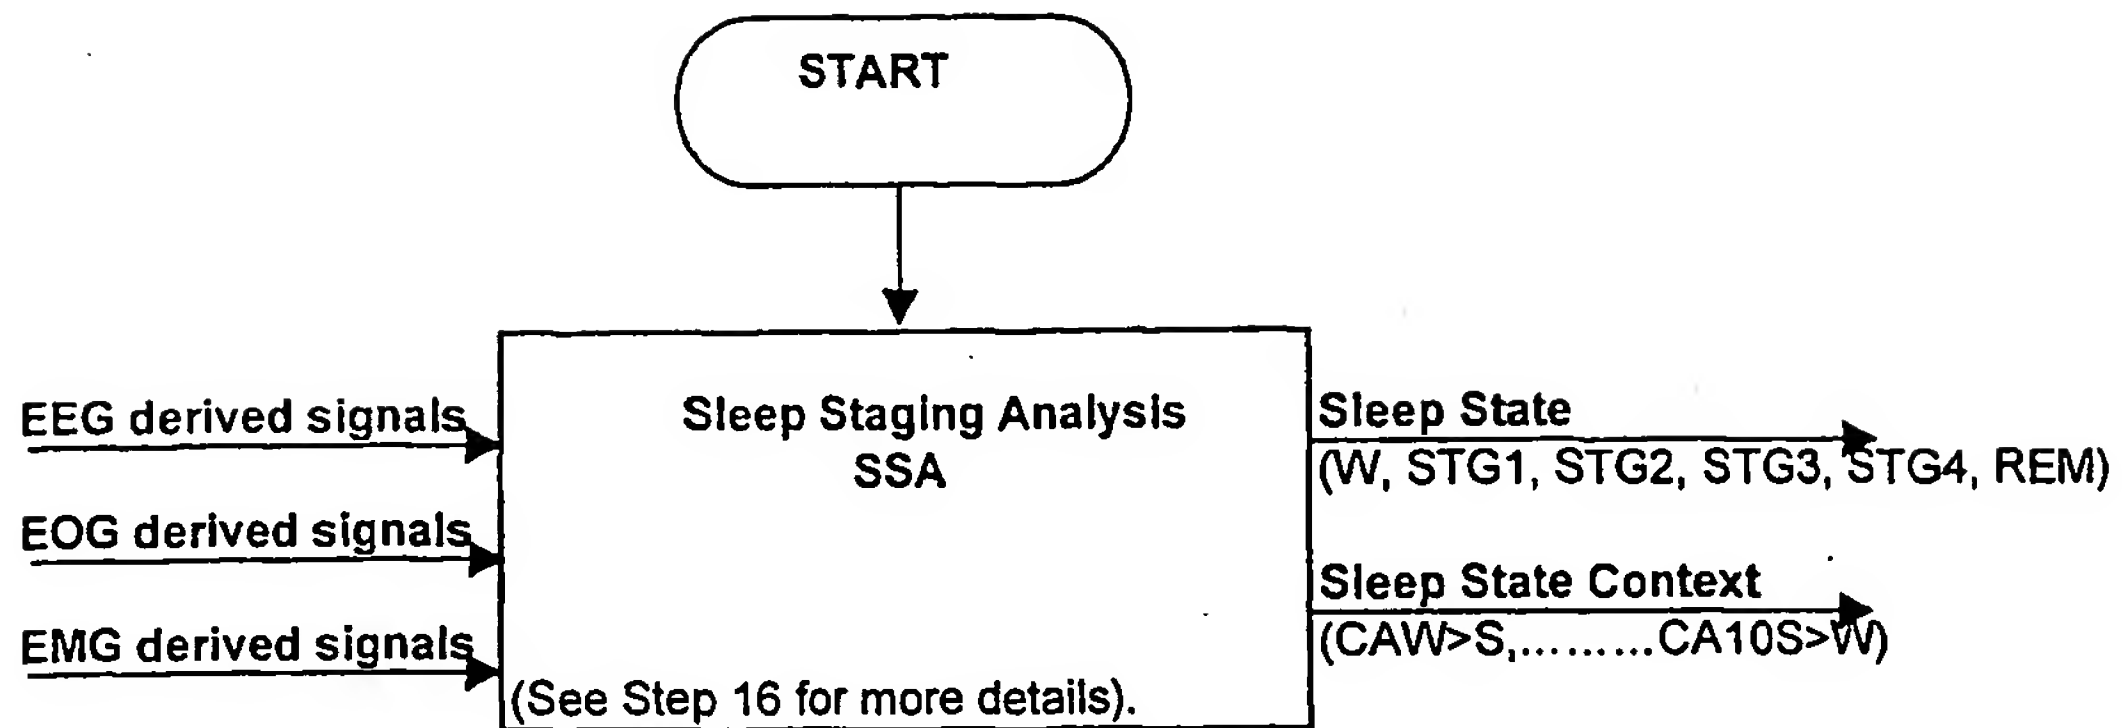 START
EEG derived signals
EOG derived signals
EMG derived signals
Sleep Staging Analysis
SSA
(See Step 16 for more details).
Sleep State
(W, STG1, STG2, STG3, STG4, REM)
Sleep State Context
(CAW>S,.........CA10S>W)